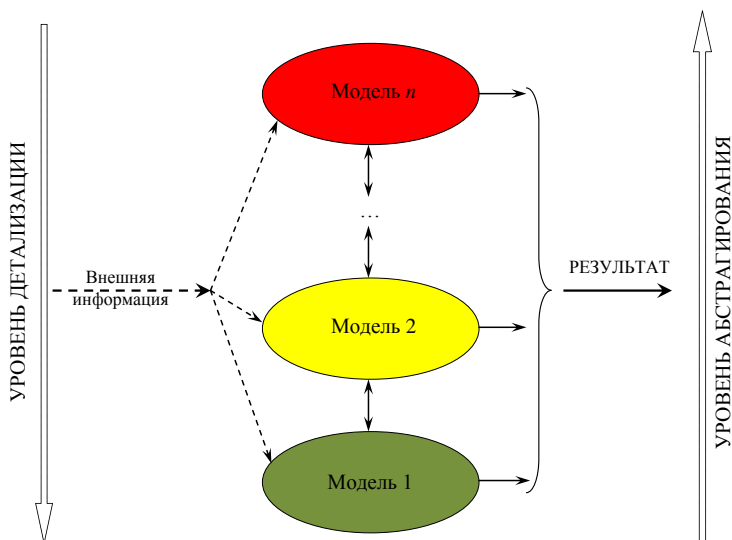 УРОВЕНЬ ДЕТАЛИЗАЦИИ
Внешняя
информация
Модель n
...
Модель 2
Модель 1
РЕЗУЛЬТАТ
УРОВЕНЬ АБСТРАГИРОВАНИЯ